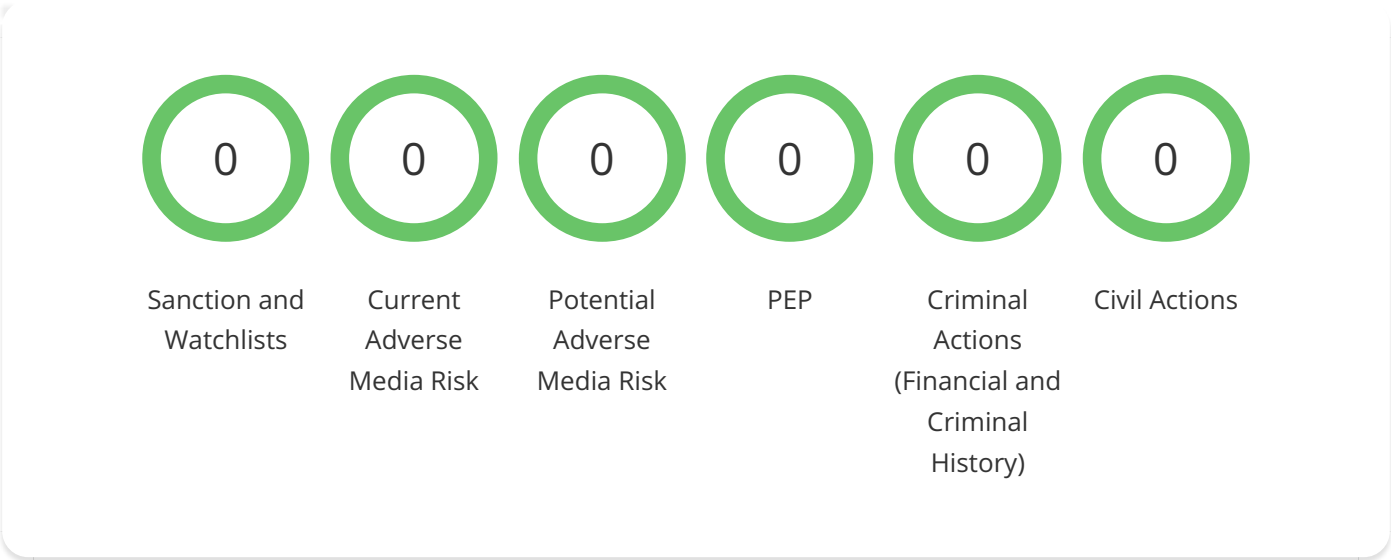 0
0
0
0
0
0
Sanction and
Watchlists
Current
Adverse
Media Risk
Potential
Adverse
Media Risk
PEP
Criminal
Actions
(Financial and
Criminal
History)
Civil Actions